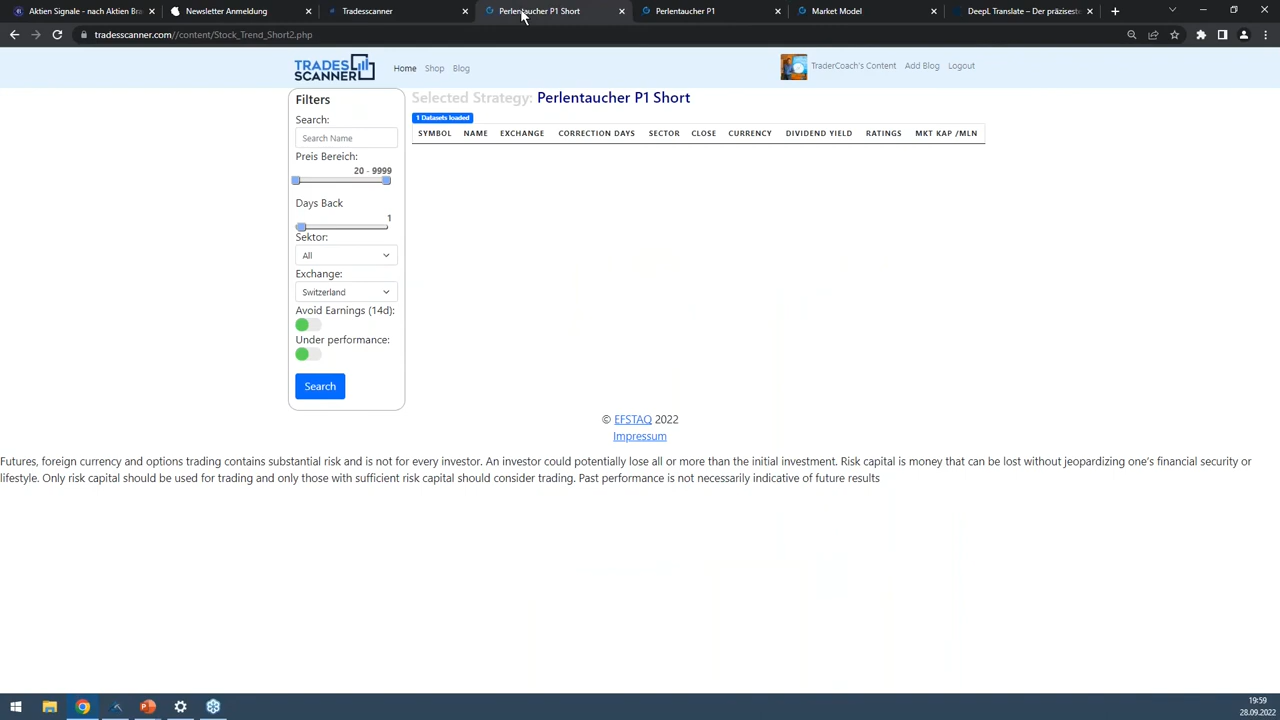 Aktien Signale - nach Aktien Bra
Newsletter Anmeldung
Tradesscanner
Perlentaucher P1 Short
Perlentaucher P1
Market Model
DeepL Translate – Der präzisest
tradesscanner.com//content/Stock_Trend_Short2.php
TRADES SCANNER
Home Shop Blog
TraderCoach's Content Add Blog Logout
Filters
Search:
Search Name
Preis Bereich:
20 - 9999
Days Back
1
Sektor:
All
Exchange:
Switzerland
Avoid Earnings (14d):
Under performance:
Search
Selected Strategy: Perlentaucher P1 Short
1 Datasets loaded
SYMBOL NAME EXCHANGE CORRECTION DAYS SECTOR CLOSE CURRENCY DIVIDEND YIELD RATINGS MKT KAP /MLN
© EFSTAQ 2022
Impressum
Futures, foreign currency and options trading contains substantial risk and is not for every investor. An investor could potentially lose all or more than the initial investment. Risk capital is money that can be lost without jeopardizing one's financial security or
lifestyle. Only risk capital should be used for trading and only those with sufficient risk capital should consider trading. Past performance is not necessarily indicative of future results
19:59
28.09.2022